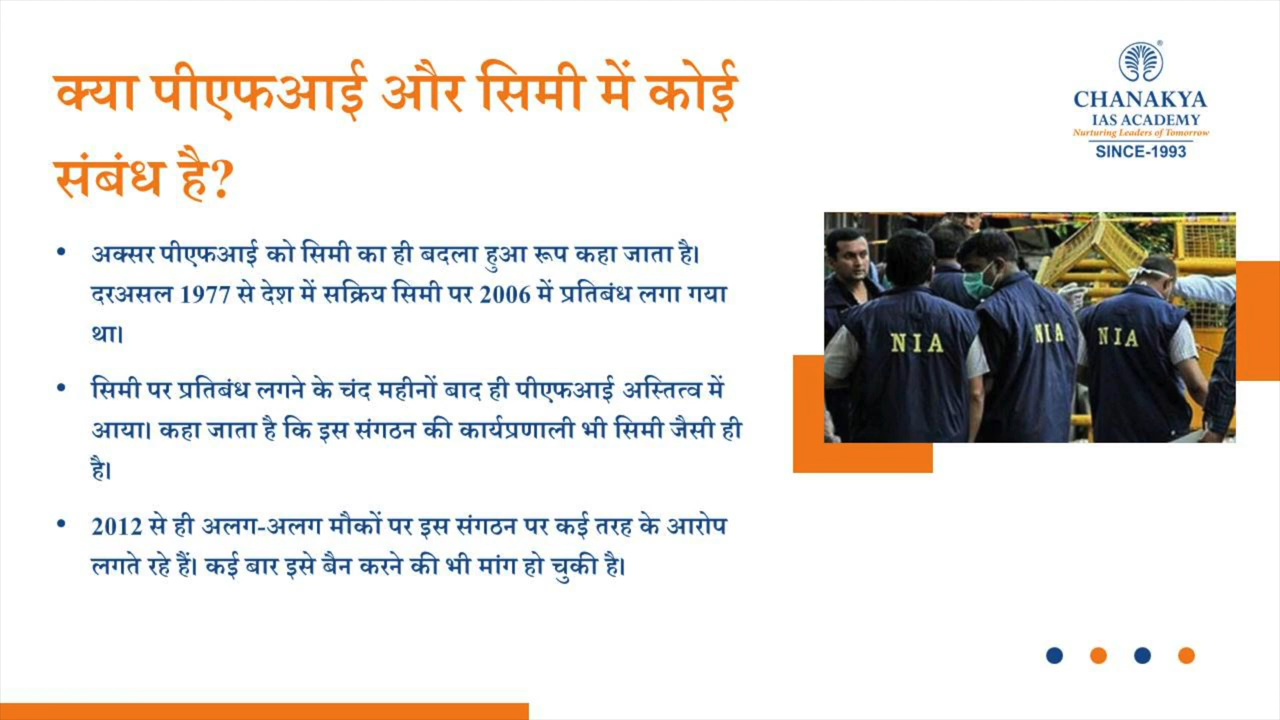 क्या पीएफआई और सिमी में कोई
संबंध है?
CHANAKYA
IAS ACADEMY
Nurturing Leaders of Tomorrow
SINCE-1993
• अक्सर पीएफआई को सिमी का ही बदला हुआ रूप कहा जाता है।
दरअसल 1977 से देश में सक्रिय सिमी पर 2006 में प्रतिबंध लगा गया
था।
• सिमी पर प्रतिबंध लगने के चंद महीनों बाद ही पीएफआई अस्तित्व में
आया। कहा जाता है कि इस संगठन की कार्यप्रणाली भी सिमी जैसी ही
है।
• 2012 से ही अलग-अलग मौकों पर इस संगठन पर कई तरह के आरोप
लगते रहे हैं। कई बार इसे बैन करने की भी मांग हो चुकी है।
NIA
NIA
NIA